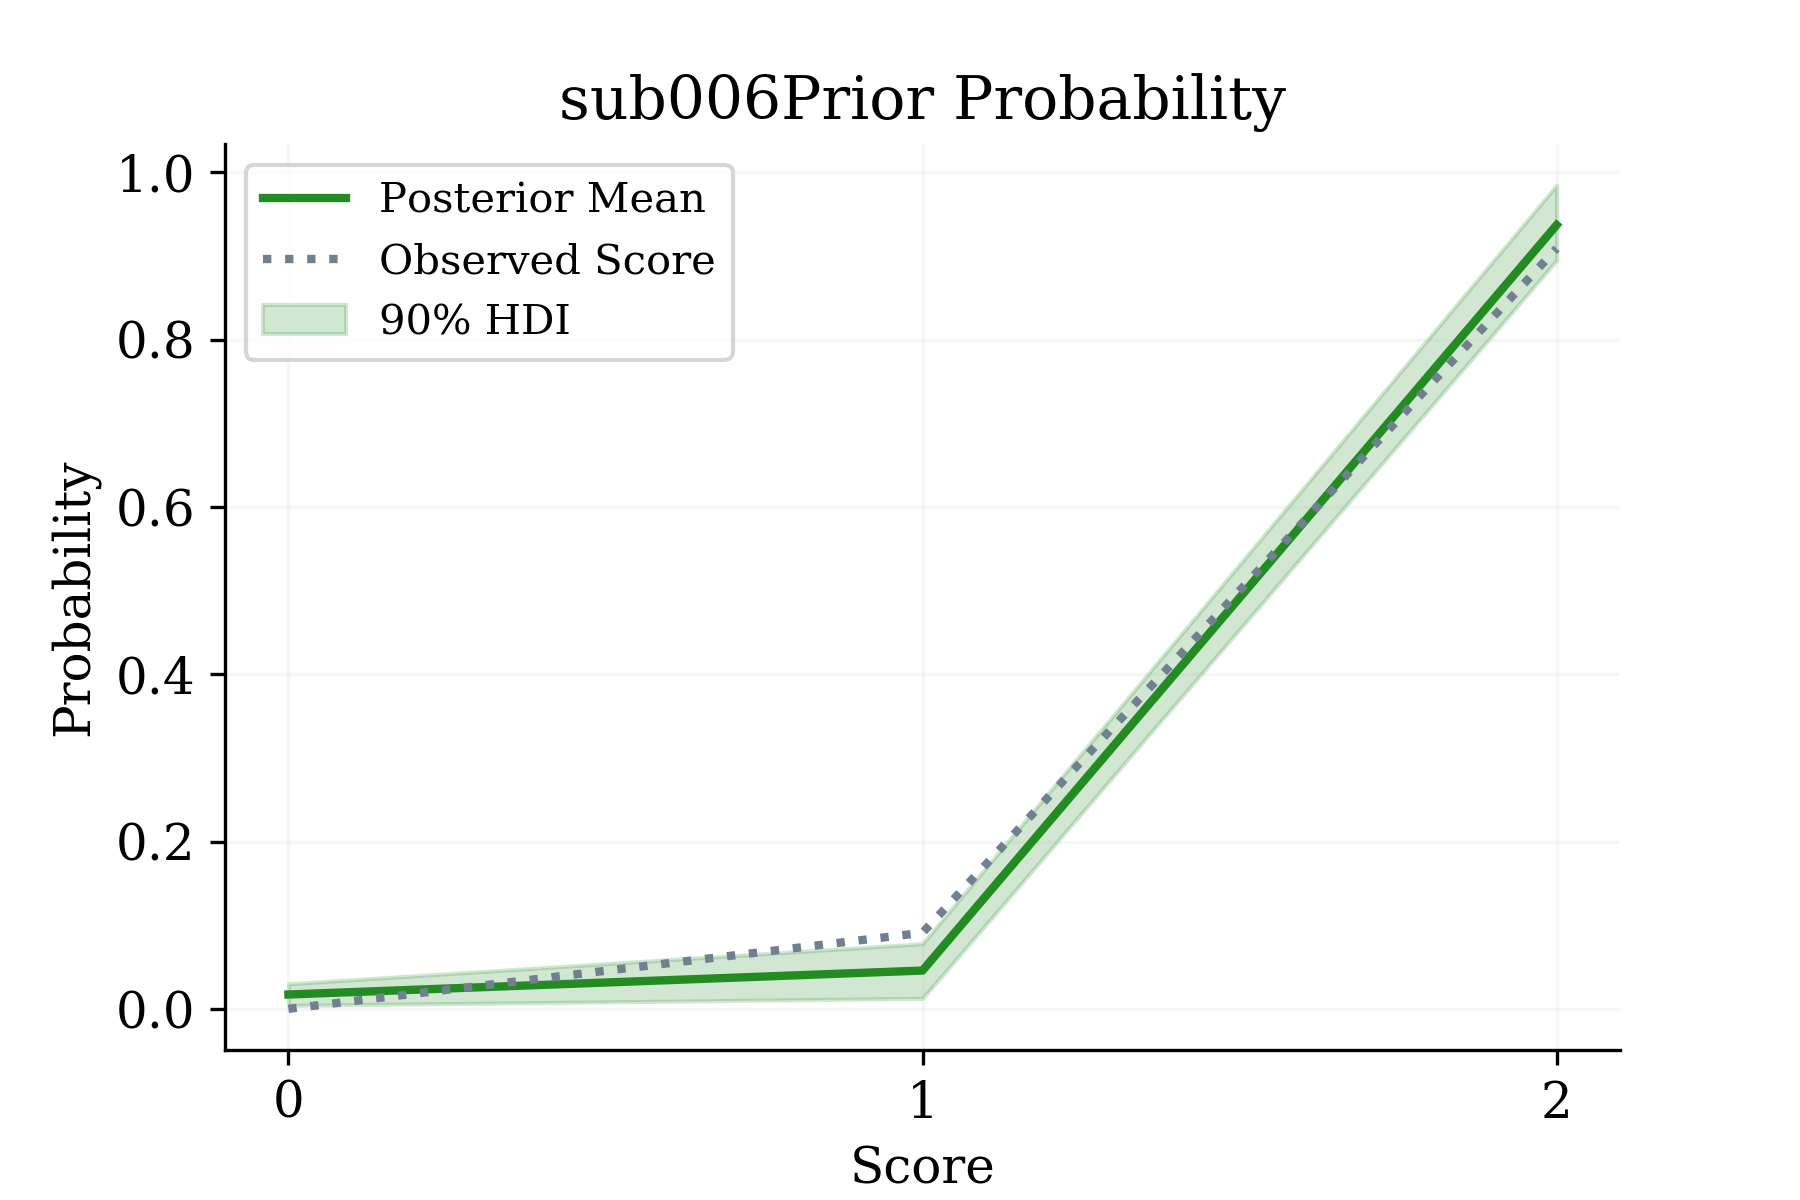 sub006Prior Probability
1.0
0.8
0.6
0.4
0.2
0.0
Probability
Posterior Mean
Observed Score
90% HDI
0 1 2
Score